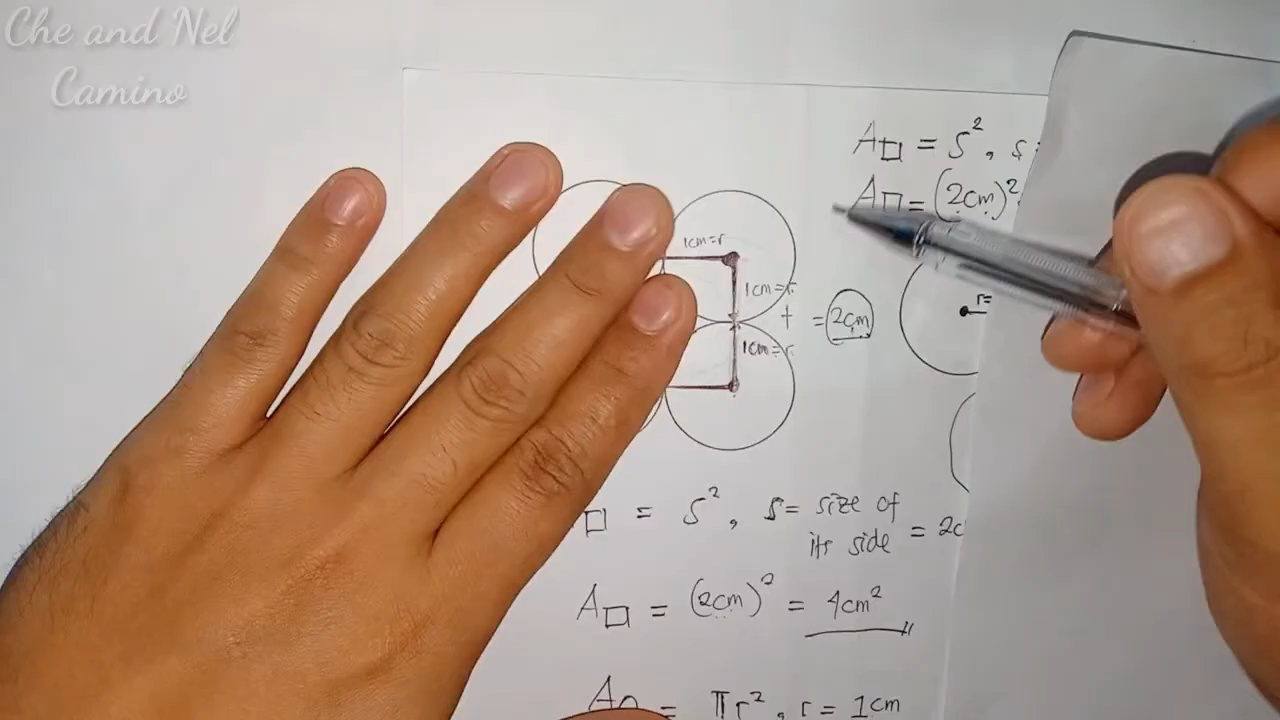 Che and Nel
Camino
A□ = s², s
A□ = (2cm)²
1cm=r
1cm=r
+
= 2cm
1cm=r
r=
□ = s², s= size of
its side = 2c
A□ = (2cm)² = 4cm²
A○ = πr², r= 1cm